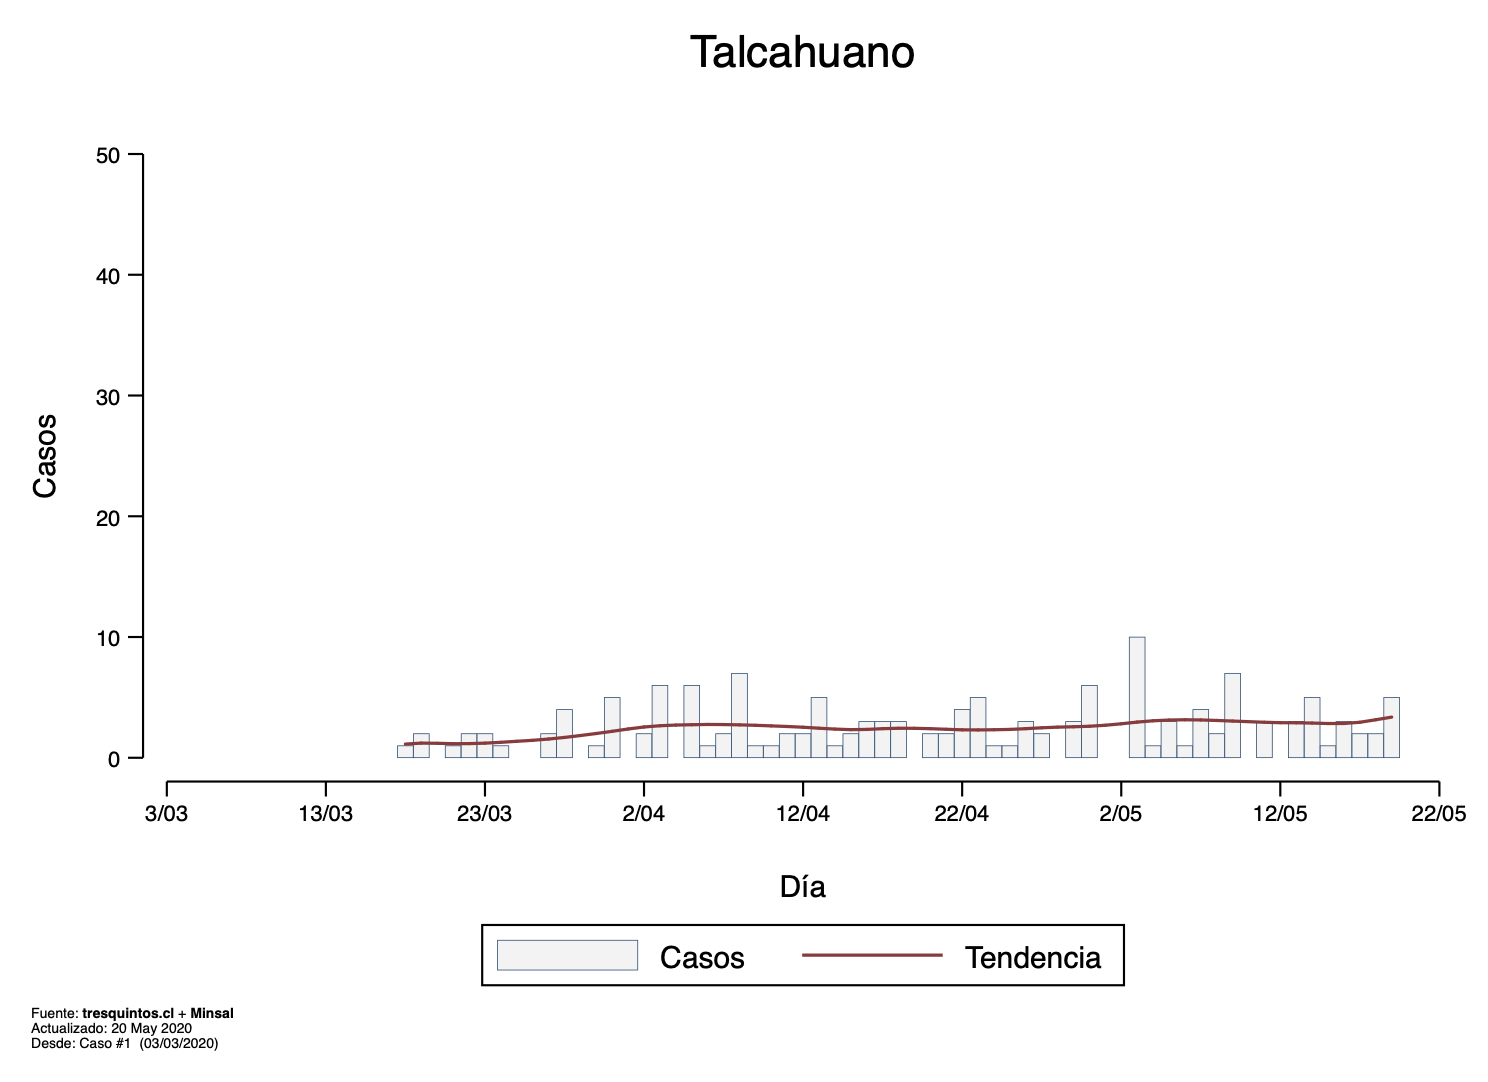 Talcahuano
50
40
30
20
10
0
Casos
3/03 13/03 23/03 2/04 12/04 22/04 2/05 12/05 22/05
Día
Casos Tendencia
Fuente: tresquintos.cl + Minsal
Actualizado: 20 May 2020
Desde: Caso #1 (03/03/2020)